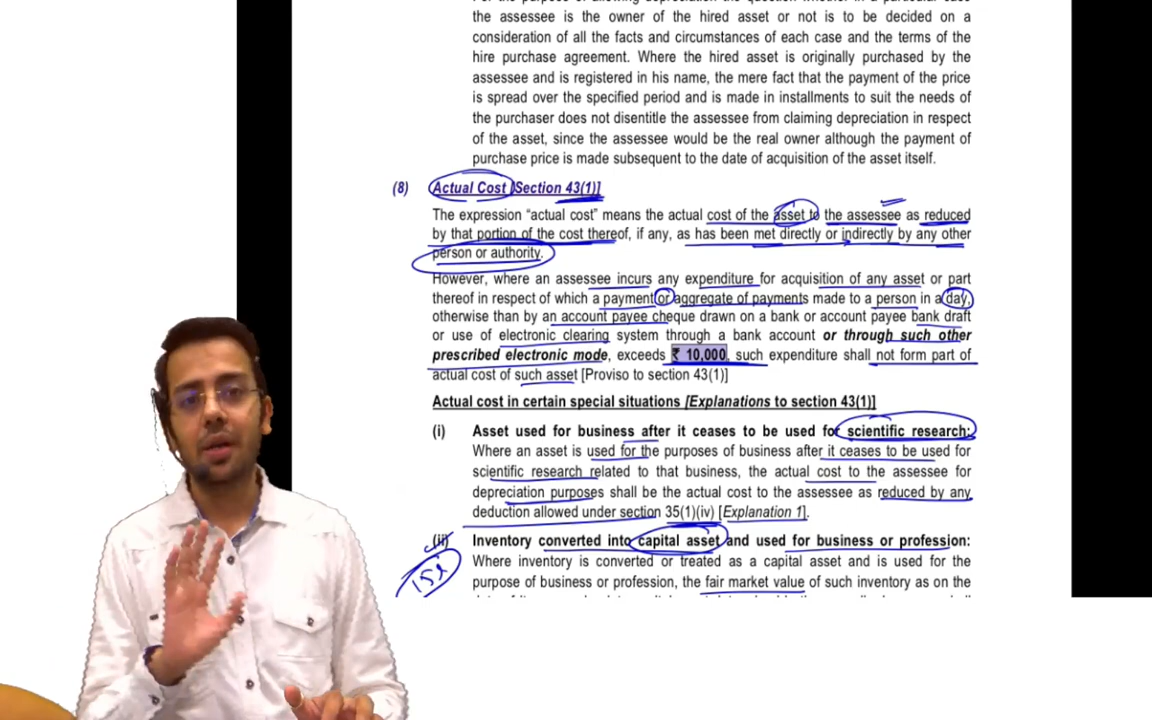 the assessee is the owner of the hired asset or not is to be decided on a
consideration of all the facts and circumstances of each case and the terms of the
hire purchase agreement. Where the hired asset is originally purchased by the
assessee and is registered in his name, the mere fact that the payment of the price
is spread over the specified period and is made in installments to suit the needs of
the purchaser does not disentitle the assessee from claiming depreciation in respect
of the asset, since the assessee would be the real owner although the payment of
purchase price is made subsequent to the date of acquisition of the asset itself.
(8) Actual Cost [Section 43(1)]
The expression “actual cost” means the actual cost of the asset to the assessee as reduced
by that portion of the cost thereof, if any, as has been met directly or indirectly by any other
person or authority.
However, where an assessee incurs any expenditure for acquisition of any asset or part
thereof in respect of which a payment or aggregate of payments made to a person in a day,
otherwise than by an account payee cheque drawn on a bank or account payee bank draft
or use of electronic clearing system through a bank account or through such other
prescribed electronic mode, exceeds ₹ 10,000, such expenditure shall not form part of
actual cost of such asset [Proviso to section 43(1)]
Actual cost in certain special situations [Explanations to section 43(1)]
(i) Asset used for business after it ceases to be used for scientific research:
Where an asset is used for the purposes of business after it ceases to be used for
scientific research related to that business, the actual cost to the assessee for
depreciation purposes shall be the actual cost to the assessee as reduced by any
deduction allowed under section 35(1)(iv) [Explanation 1].
(ii) Inventory converted into capital asset and used for business or profession:
Where inventory is converted or treated as a capital asset and is used for the
purpose of business or profession, the fair market value of such inventory as on the